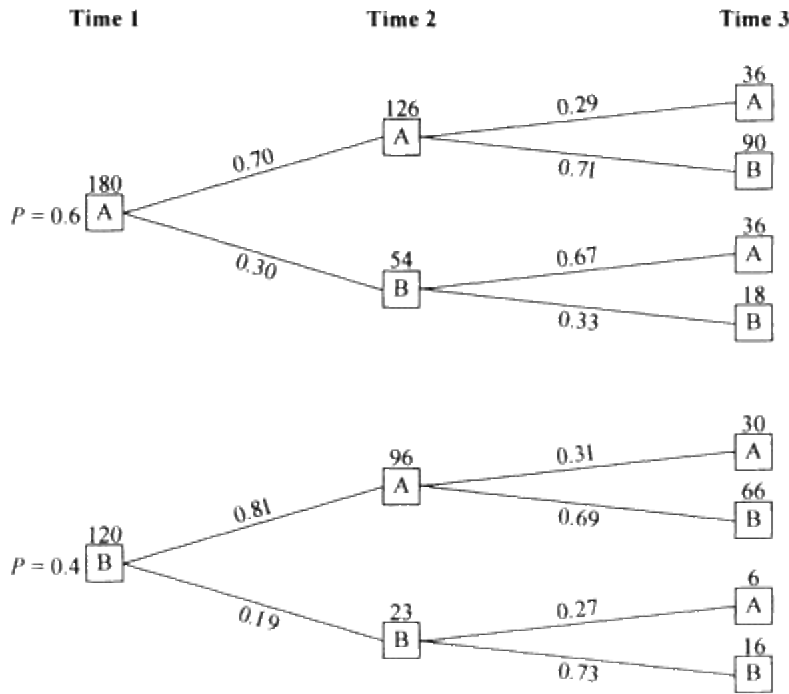 Time 1 Time 2 Time 3
36
126 0.29 A
A 90
0.70 0.71 B
180
P = 0.6 A 36
0.30 54 0.67 A
B 18
0.33 B
30
96 0.31 A
A 66
0.81 0.69 B
120
P = 0.4 B 6
0.19 23 0.27 A
B 16
0.73 B